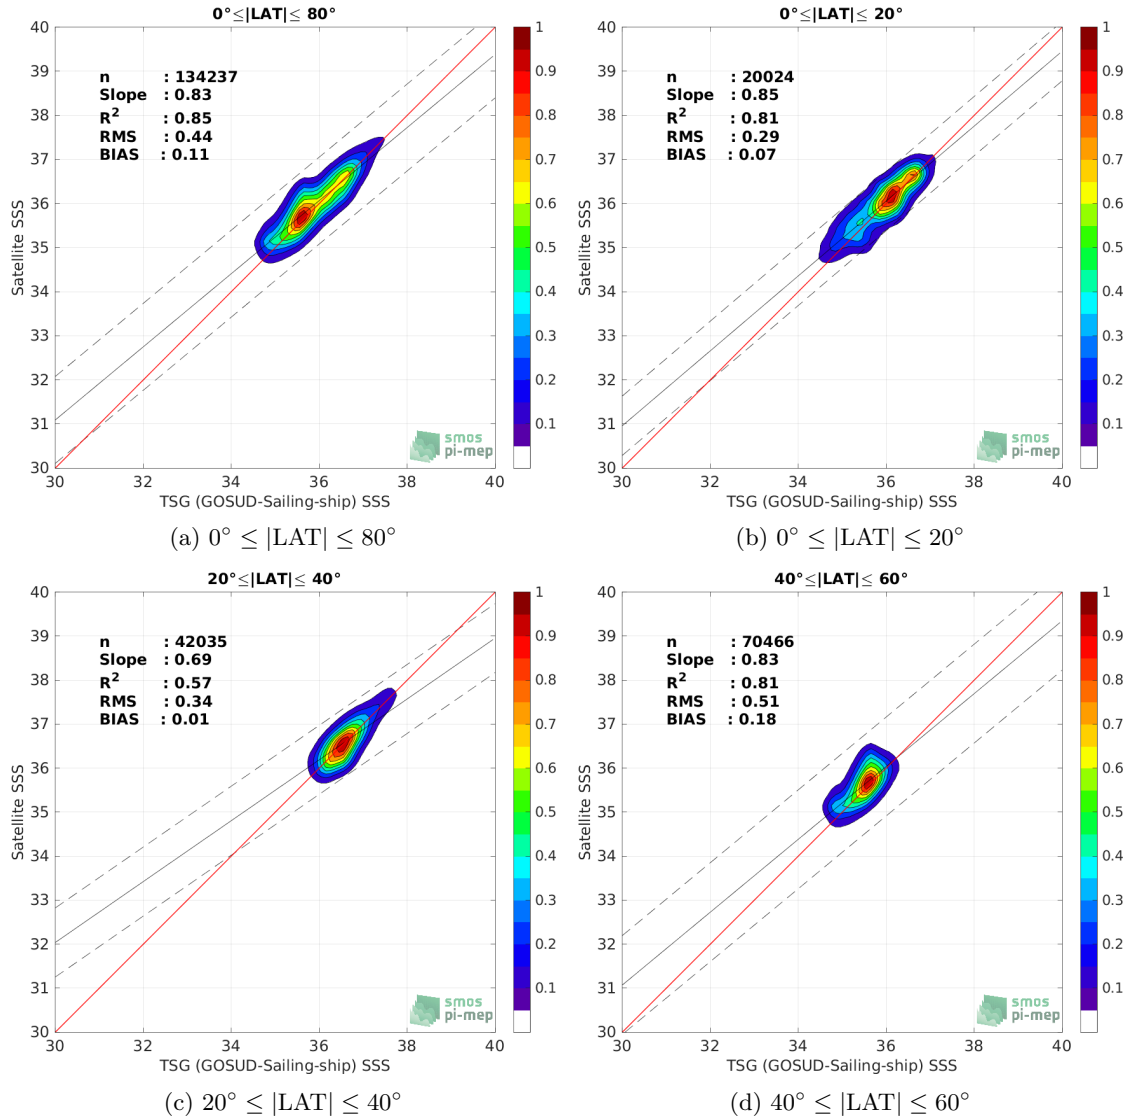 0°≤|LAT|≤ 80°
40
39
38
37
36
35
34
33
32
31
30
Satellite SSS
n : 134237
Slope : 0.83
R² : 0.85
RMS : 0.44
BIAS : 0.11
smos
pi-mep
30 32 34 36 38 40
TSG (GOSUD-Sailing-ship) SSS
1
0.9
0.8
0.7
0.6
0.5
0.4
0.3
0.2
0.1
(a) 0° ≤ |LAT| ≤ 80°
0°≤|LAT|≤ 20°
40
39
38
37
36
35
34
33
32
31
30
Satellite SSS
n : 20024
Slope : 0.85
R² : 0.81
RMS : 0.29
BIAS : 0.07
smos
pi-mep
30 32 34 36 38 40
TSG (GOSUD-Sailing-ship) SSS
1
0.9
0.8
0.7
0.6
0.5
0.4
0.3
0.2
0.1
(b) 0° ≤ |LAT| ≤ 20°
20°≤|LAT|≤ 40°
40
39
38
37
36
35
34
33
32
31
30
Satellite SSS
n : 42035
Slope : 0.69
R² : 0.57
RMS : 0.34
BIAS : 0.01
smos
pi-mep
30 32 34 36 38 40
TSG (GOSUD-Sailing-ship) SSS
1
0.9
0.8
0.7
0.6
0.5
0.4
0.3
0.2
0.1
(c) 20° ≤ |LAT| ≤ 40°
40°≤|LAT|≤ 60°
40
39
38
37
36
35
34
33
32
31
30
Satellite SSS
n : 70466
Slope : 0.83
R² : 0.81
RMS : 0.51
BIAS : 0.18
smos
pi-mep
30 32 34 36 38 40
TSG (GOSUD-Sailing-ship) SSS
1
0.9
0.8
0.7
0.6
0.5
0.4
0.3
0.2
0.1
(d) 40° ≤ |LAT| ≤ 60°